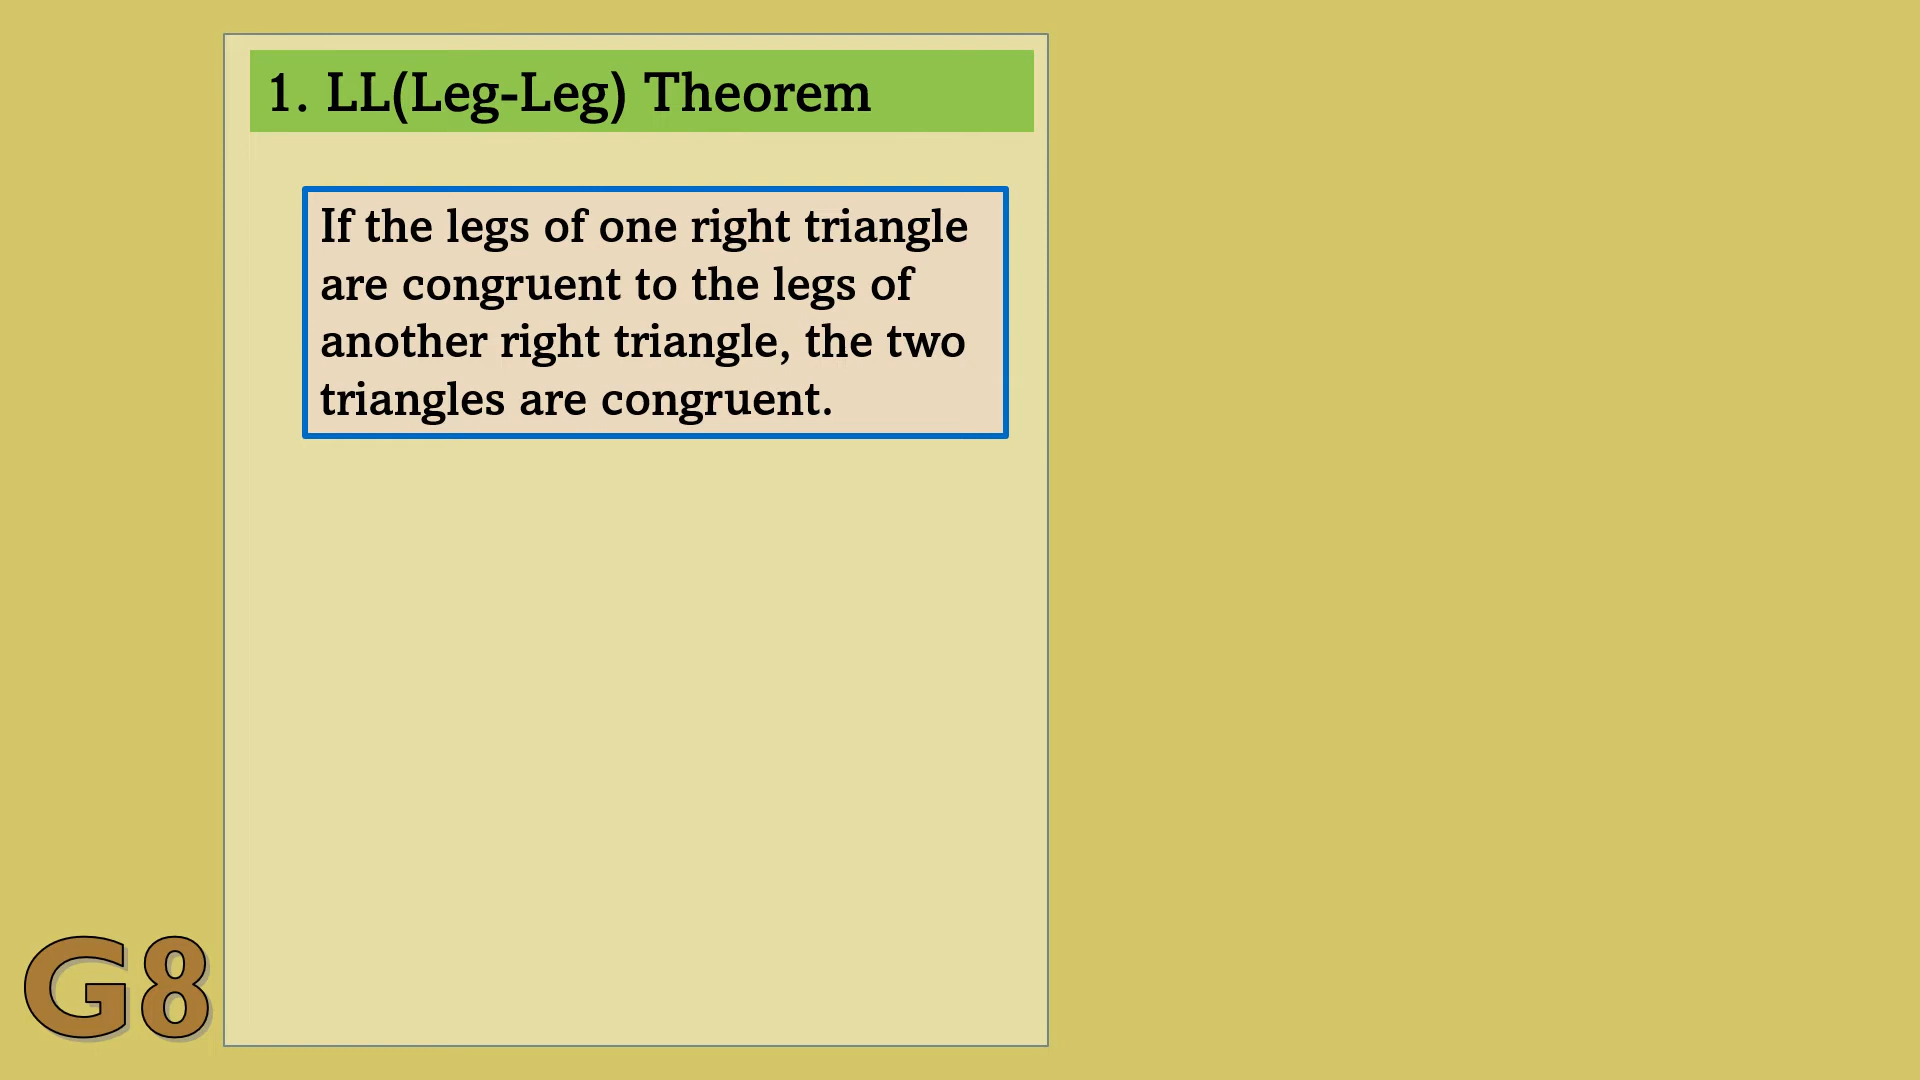 1. LL(Leg-Leg) Theorem
If the legs of one right triangle
are congruent to the legs of
another right triangle, the two
triangles are congruent.
G8